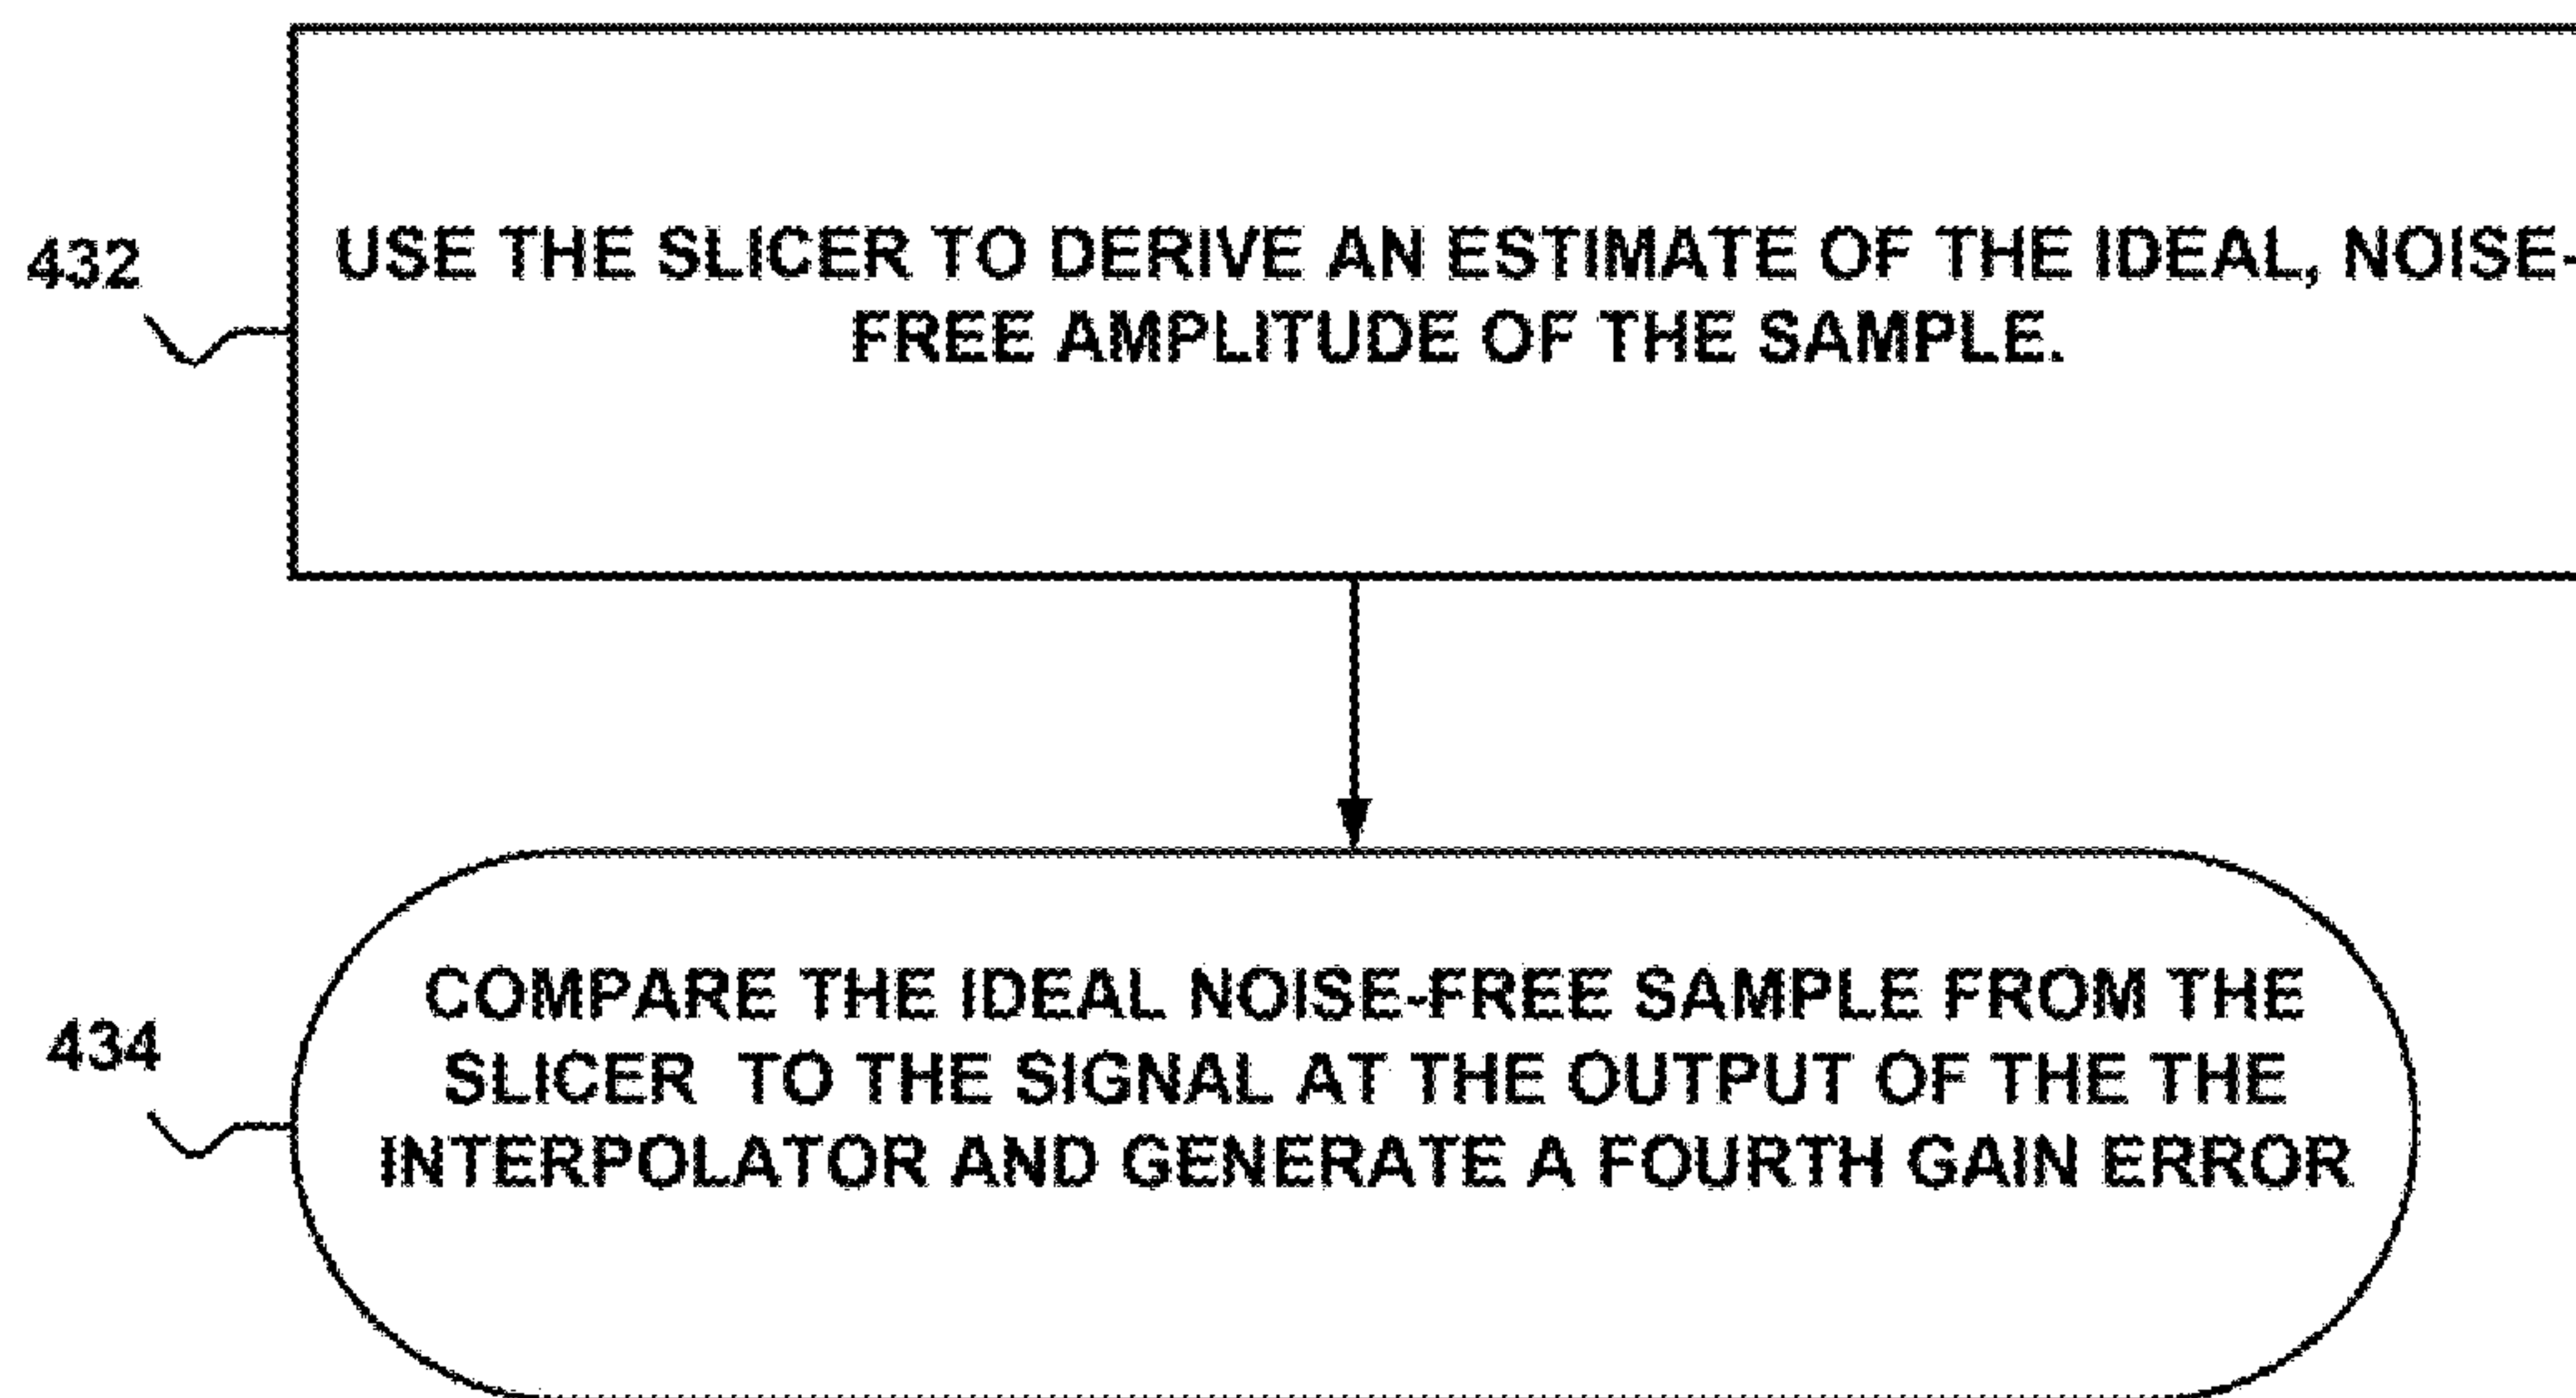 432
USE THE SLICER TO DERIVE AN ESTIMATE OF THE IDEAL, NOISE-
FREE AMPLITUDE OF THE SAMPLE.
434
COMPARE THE IDEAL NOISE-FREE SAMPLE FROM THE
SLICER TO THE SIGNAL AT THE OUTPUT OF THE THE
INTERPOLATOR AND GENERATE A FOURTH GAIN ERROR